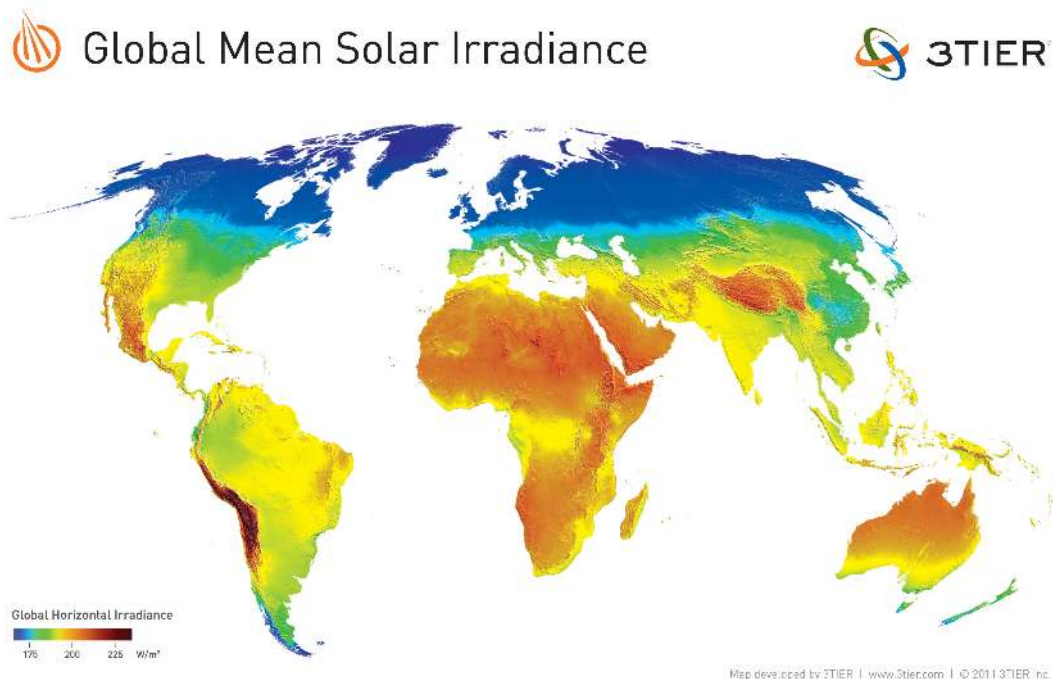 Global Mean Solar Irradiance
3TIER
Global Horizontal Irradiance
175 200 225 W/m²
Map developed by 3TIER | www.3tier.com | © 2011 3TIER Inc.